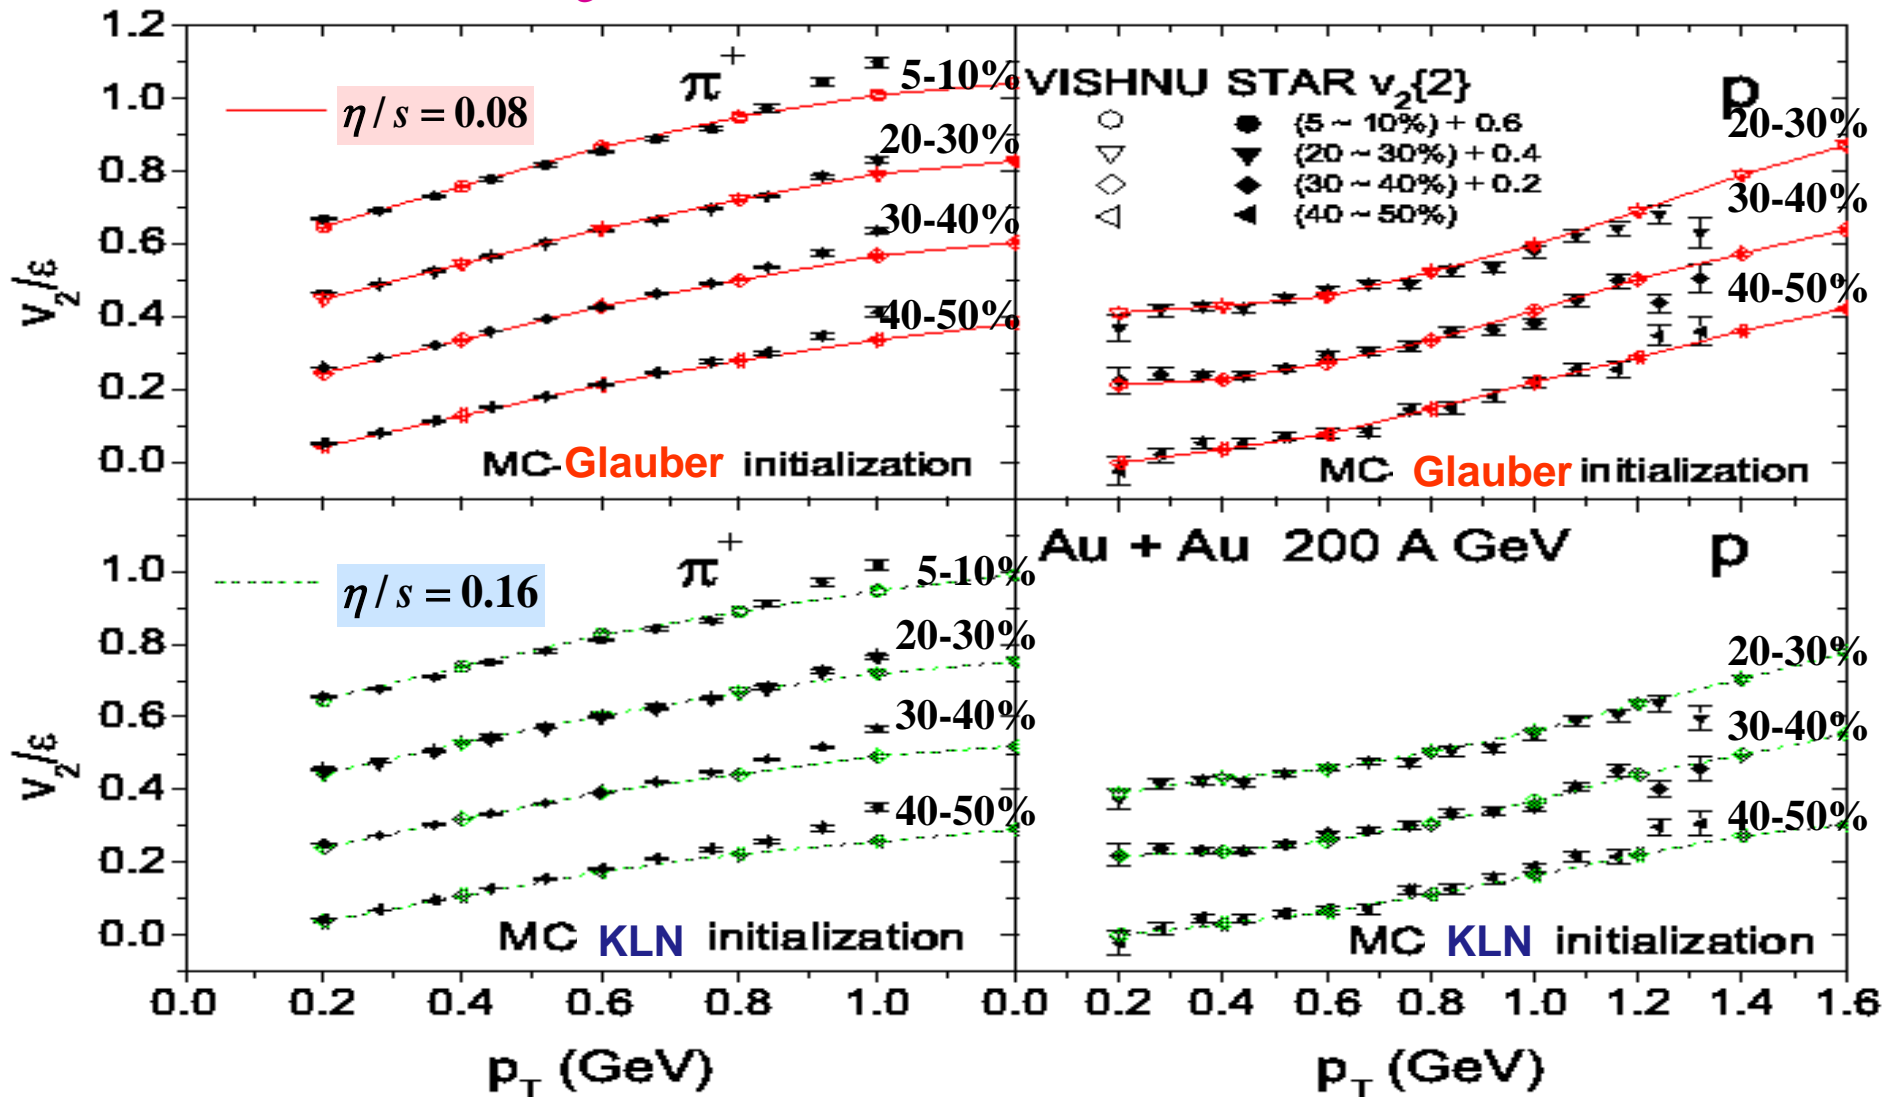 g
1.2
1.0
0.8
0.6
0.4
0.2
0.0
v₂/ε
π⁺
η / s = 0.08
5-10%
20-30%
30-40%
40-50%
MC-Glauber initialization
VISHNU STAR v₂{2}
p
(5 ~ 10%) + 0.6
(20 ~ 30%) + 0.4
(30 ~ 40%) + 0.2
(40 ~ 50%)
20-30%
30-40%
40-50%
MC- Glauber initialization
1.0
0.8
0.6
0.4
0.2
0.0
v₂/ε
π⁺
η / s = 0.16
5-10%
20-30%
30-40%
40-50%
MC KLN initialization
Au + Au 200 A GeV
p
20-30%
30-40%
40-50%
MC KLN initialization
0.0 0.2 0.4 0.6 0.8 1.0 0.0 0.2 0.4 0.6 0.8 1.0 1.2 1.4 1.6
p_T (GeV)
p_T (GeV)